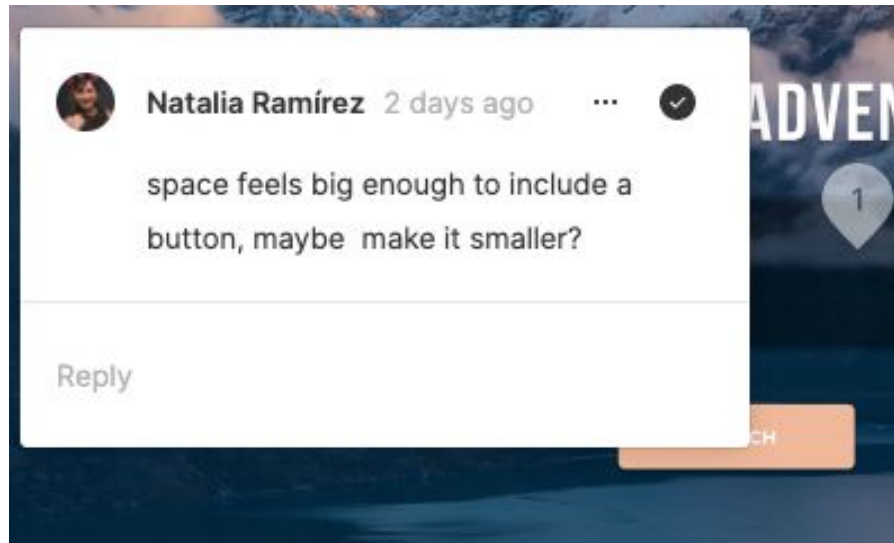 Natalia Ramírez 2 days ago ...
space feels big enough to include a
button, maybe  make it smaller?
Reply
ADVEN
1
CH